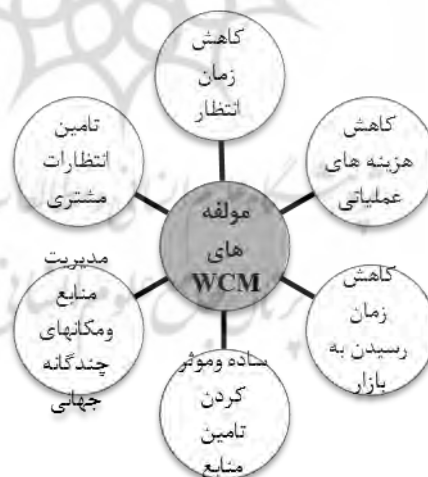 کاهش
زمان
انتظار
کاهش
هزینه های
عملیاتی
کاهش
زمان
رسیدن به
بازار
ساده وموثر
کردن
تامین
منابع
مدیریت
منابع
ومکانهای
چندگانه
جهانی
تامین
انتظارات
مشتری
مولفه
های
WCM